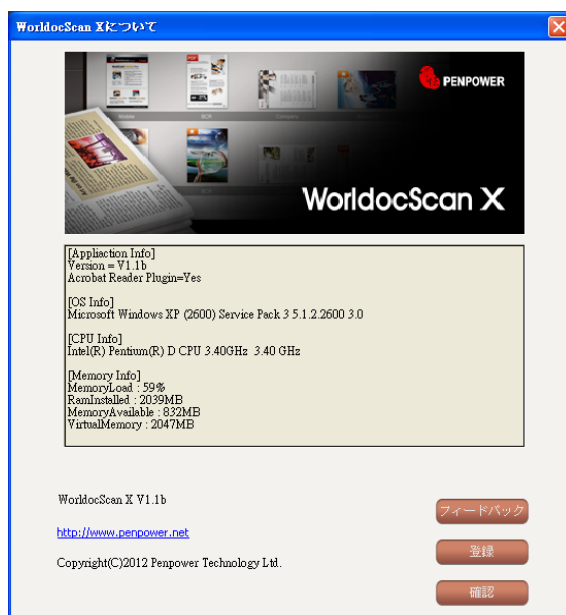 WorldocScan Xについて
PENPOWER
Mobile
BCR
Company
WorldocScan X
[Appliaction Info]
Version = V1.1b
Acrobat Reader Plugin=Yes
[OS Info]
Microsoft Windows XP (2600) Service Pack 3 5.1.2.2600 3.0
[CPU Info]
Intel(R) Pentium(R) D CPU 3.40GHz 3.40 GHz
[Memory Info]
MemoryLoad : 59%
RamInstalled : 2039MB
MemoryAvailable : 832MB
VirtualMemory : 2047MB
WorldocScan X V1.1b
フィードバック
http://www.penpower.net
登録
Copyright(C)2012 Penpower Technology Ltd.
確認